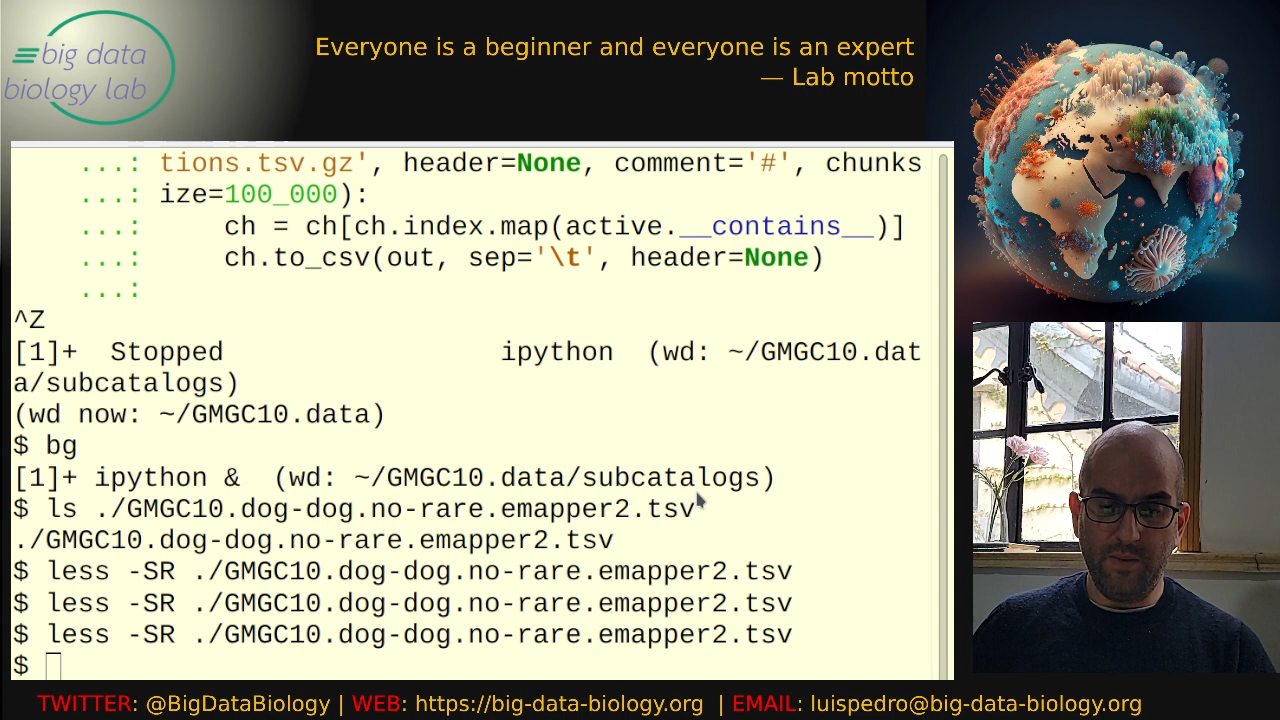 big data
biology lab
Everyone is a beginner and everyone is an expert
— Lab motto
...: tions.tsv.gz', header=None, comment='#', chunks
...: ize=100_000):
...:     ch = ch[ch.index.map(active.__contains__)]
...:     ch.to_csv(out, sep='\t', header=None)
...:
^Z
[1]+  Stopped                 ipython  (wd: ~/GMGC10.dat
a/subcatalogs)
(wd now: ~/GMGC10.data)
$ bg
[1]+ ipython &  (wd: ~/GMGC10.data/subcatalogs)
$ ls ./GMGC10.dog-dog.no-rare.emapper2.tsv
./GMGC10.dog-dog.no-rare.emapper2.tsv
$ less -SR ./GMGC10.dog-dog.no-rare.emapper2.tsv
$ less -SR ./GMGC10.dog-dog.no-rare.emapper2.tsv
$ less -SR ./GMGC10.dog-dog.no-rare.emapper2.tsv
$
TWITTER: @BigDataBiology | WEB: https://big-data-biology.org | EMAIL: luispedro@big-data-biology.org